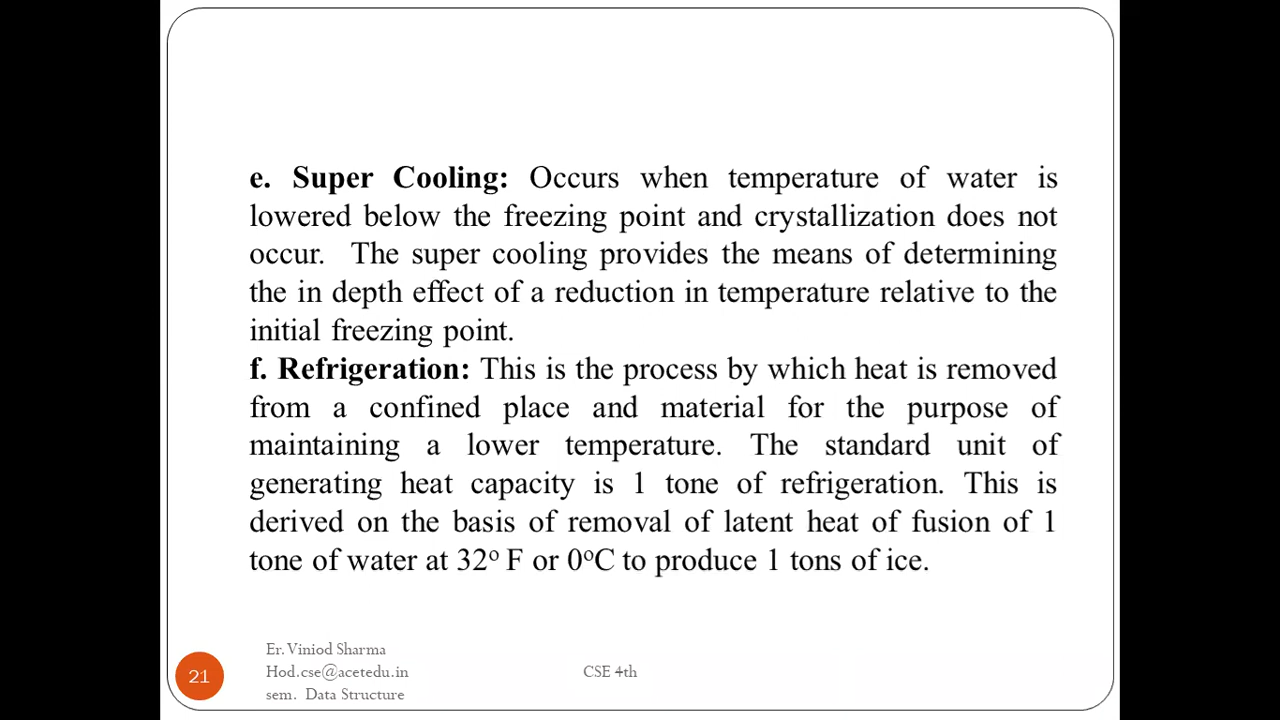 e. Super Cooling: Occurs when temperature of water is
lowered below the freezing point and crystallization does not
occur. The super cooling provides the means of determining
the in depth effect of a reduction in temperature relative to the
initial freezing point.
f. Refrigeration: This is the process by which heat is removed
from a confined place and material for the purpose of
maintaining a lower temperature. The standard unit of
generating heat capacity is 1 tone of refrigeration. This is
derived on the basis of removal of latent heat of fusion of 1
tone of water at 32º F or 0ºC to produce 1 tons of ice.
21
Er. Viniod Sharma
Hod.cse@acetedu.in
sem. Data Structure
CSE 4th